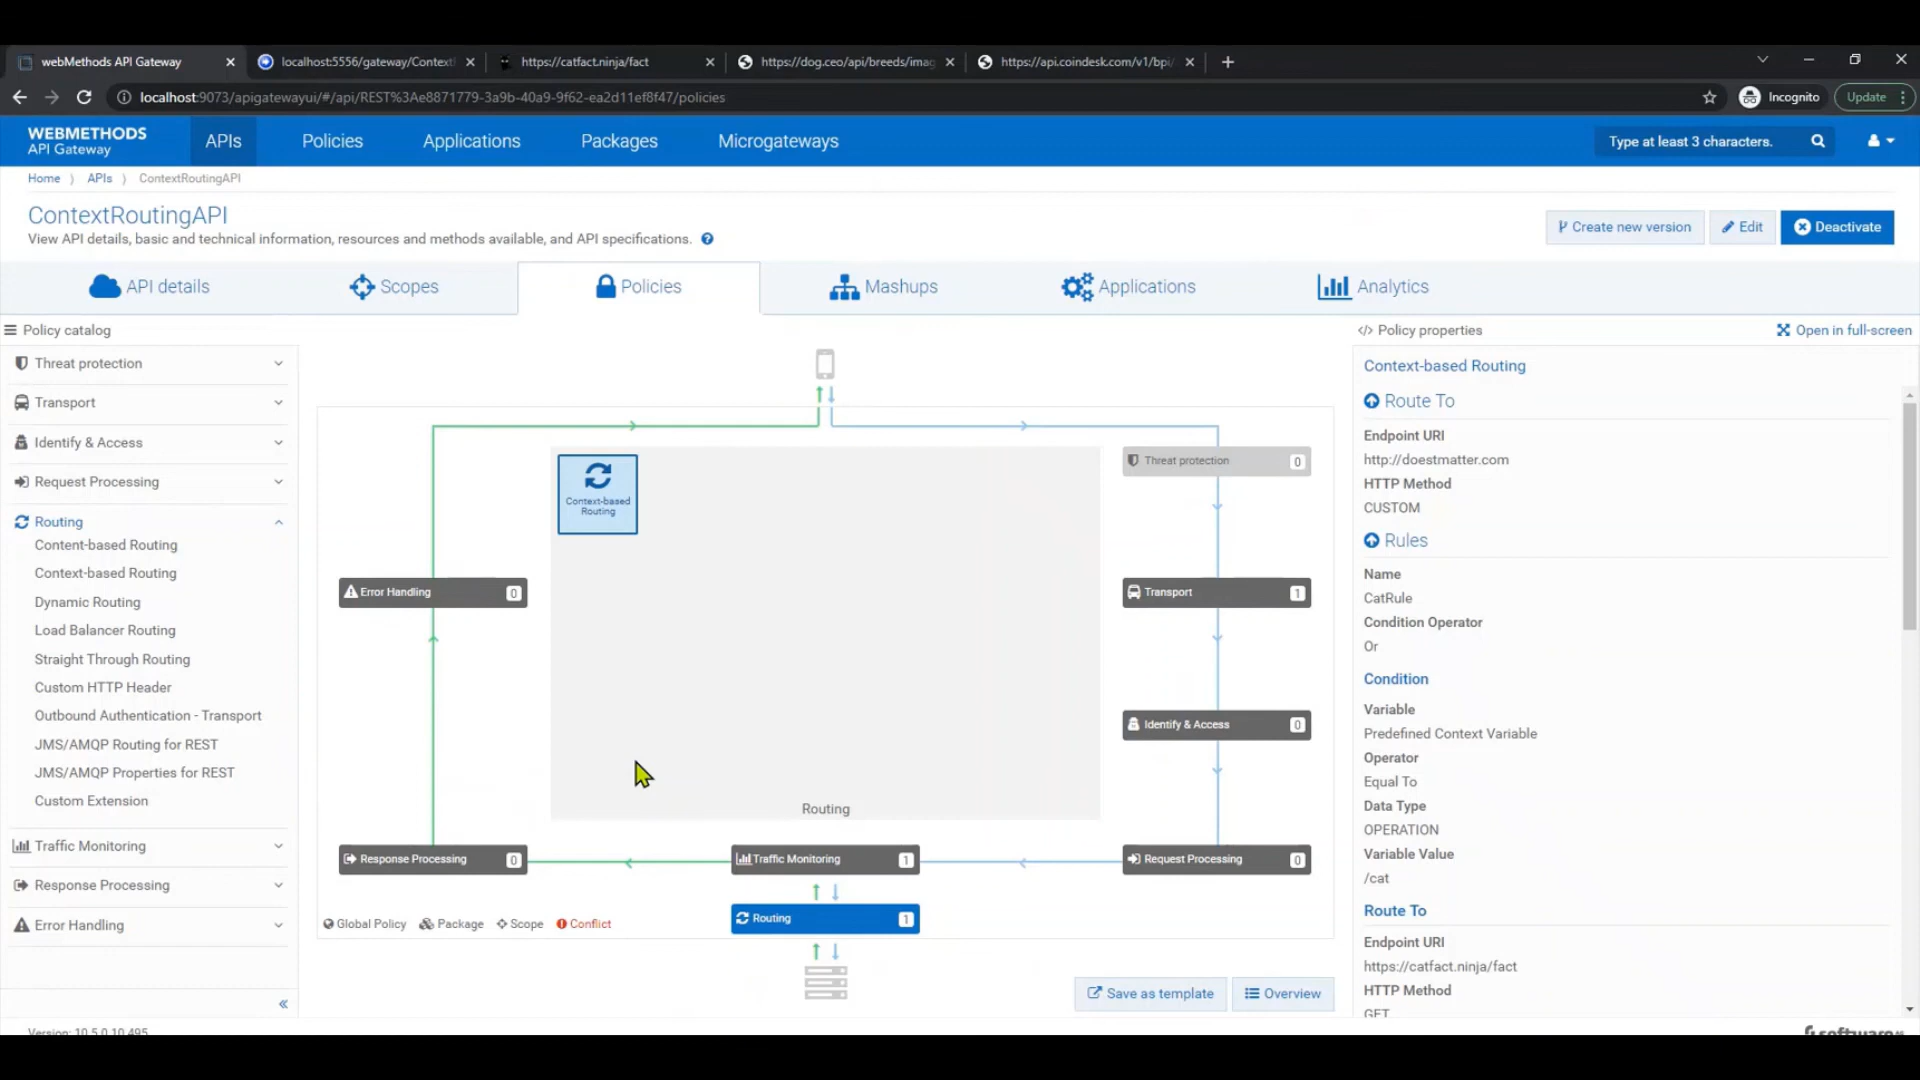 webMethods API Gateway
localhost:5556/gateway/Context
https://catfact.ninja/fact
https://dog.ceo/api/breeds/imag
https://api.coindesk.com/v1/bpi/
localhost:9073/apigatewayui/#/api/REST%3Ae8871779-3a9b-40a9-9f62-ea2d11ef8f47/policies
Incognito
Update
WEBMETHODS
API Gateway
APIs
Policies
Applications
Packages
Microgateways
Type at least 3 characters.
Home
APIs
ContextRoutingAPI
ContextRoutingAPI
View API details, basic and technical information, resources and methods available, and API specifications.
Create new version
Edit
Deactivate
API details
Scopes
Policies
Mashups
Applications
Analytics
Policy catalog
Threat protection
Transport
Identify & Access
Request Processing
Routing
Content-based Routing
Context-based Routing
Dynamic Routing
Load Balancer Routing
Straight Through Routing
Custom HTTP Header
Outbound Authentication - Transport
JMS/AMQP Routing for REST
JMS/AMQP Properties for REST
Custom Extension
Traffic Monitoring
Response Processing
Error Handling
Version: 10.5.0.10.495
Context-based
Routing
Routing
Threat protection 0
Transport 1
Identify & Access 0
Request Processing 0
Traffic Monitoring 1
Response Processing 0
Error Handling 0
Routing 1
Global Policy
Package
Scope
Conflict
Save as template
Overview
</> Policy properties
Open in full-screen
Context-based Routing
Route To
Endpoint URI
http://doestmatter.com
HTTP Method
CUSTOM
Rules
Name
CatRule
Condition Operator
Or
Condition
Variable
Predefined Context Variable
Operator
Equal To
Data Type
OPERATION
Variable Value
/cat
Route To
Endpoint URI
https://catfact.ninja/fact
HTTP Method
GET
software AG